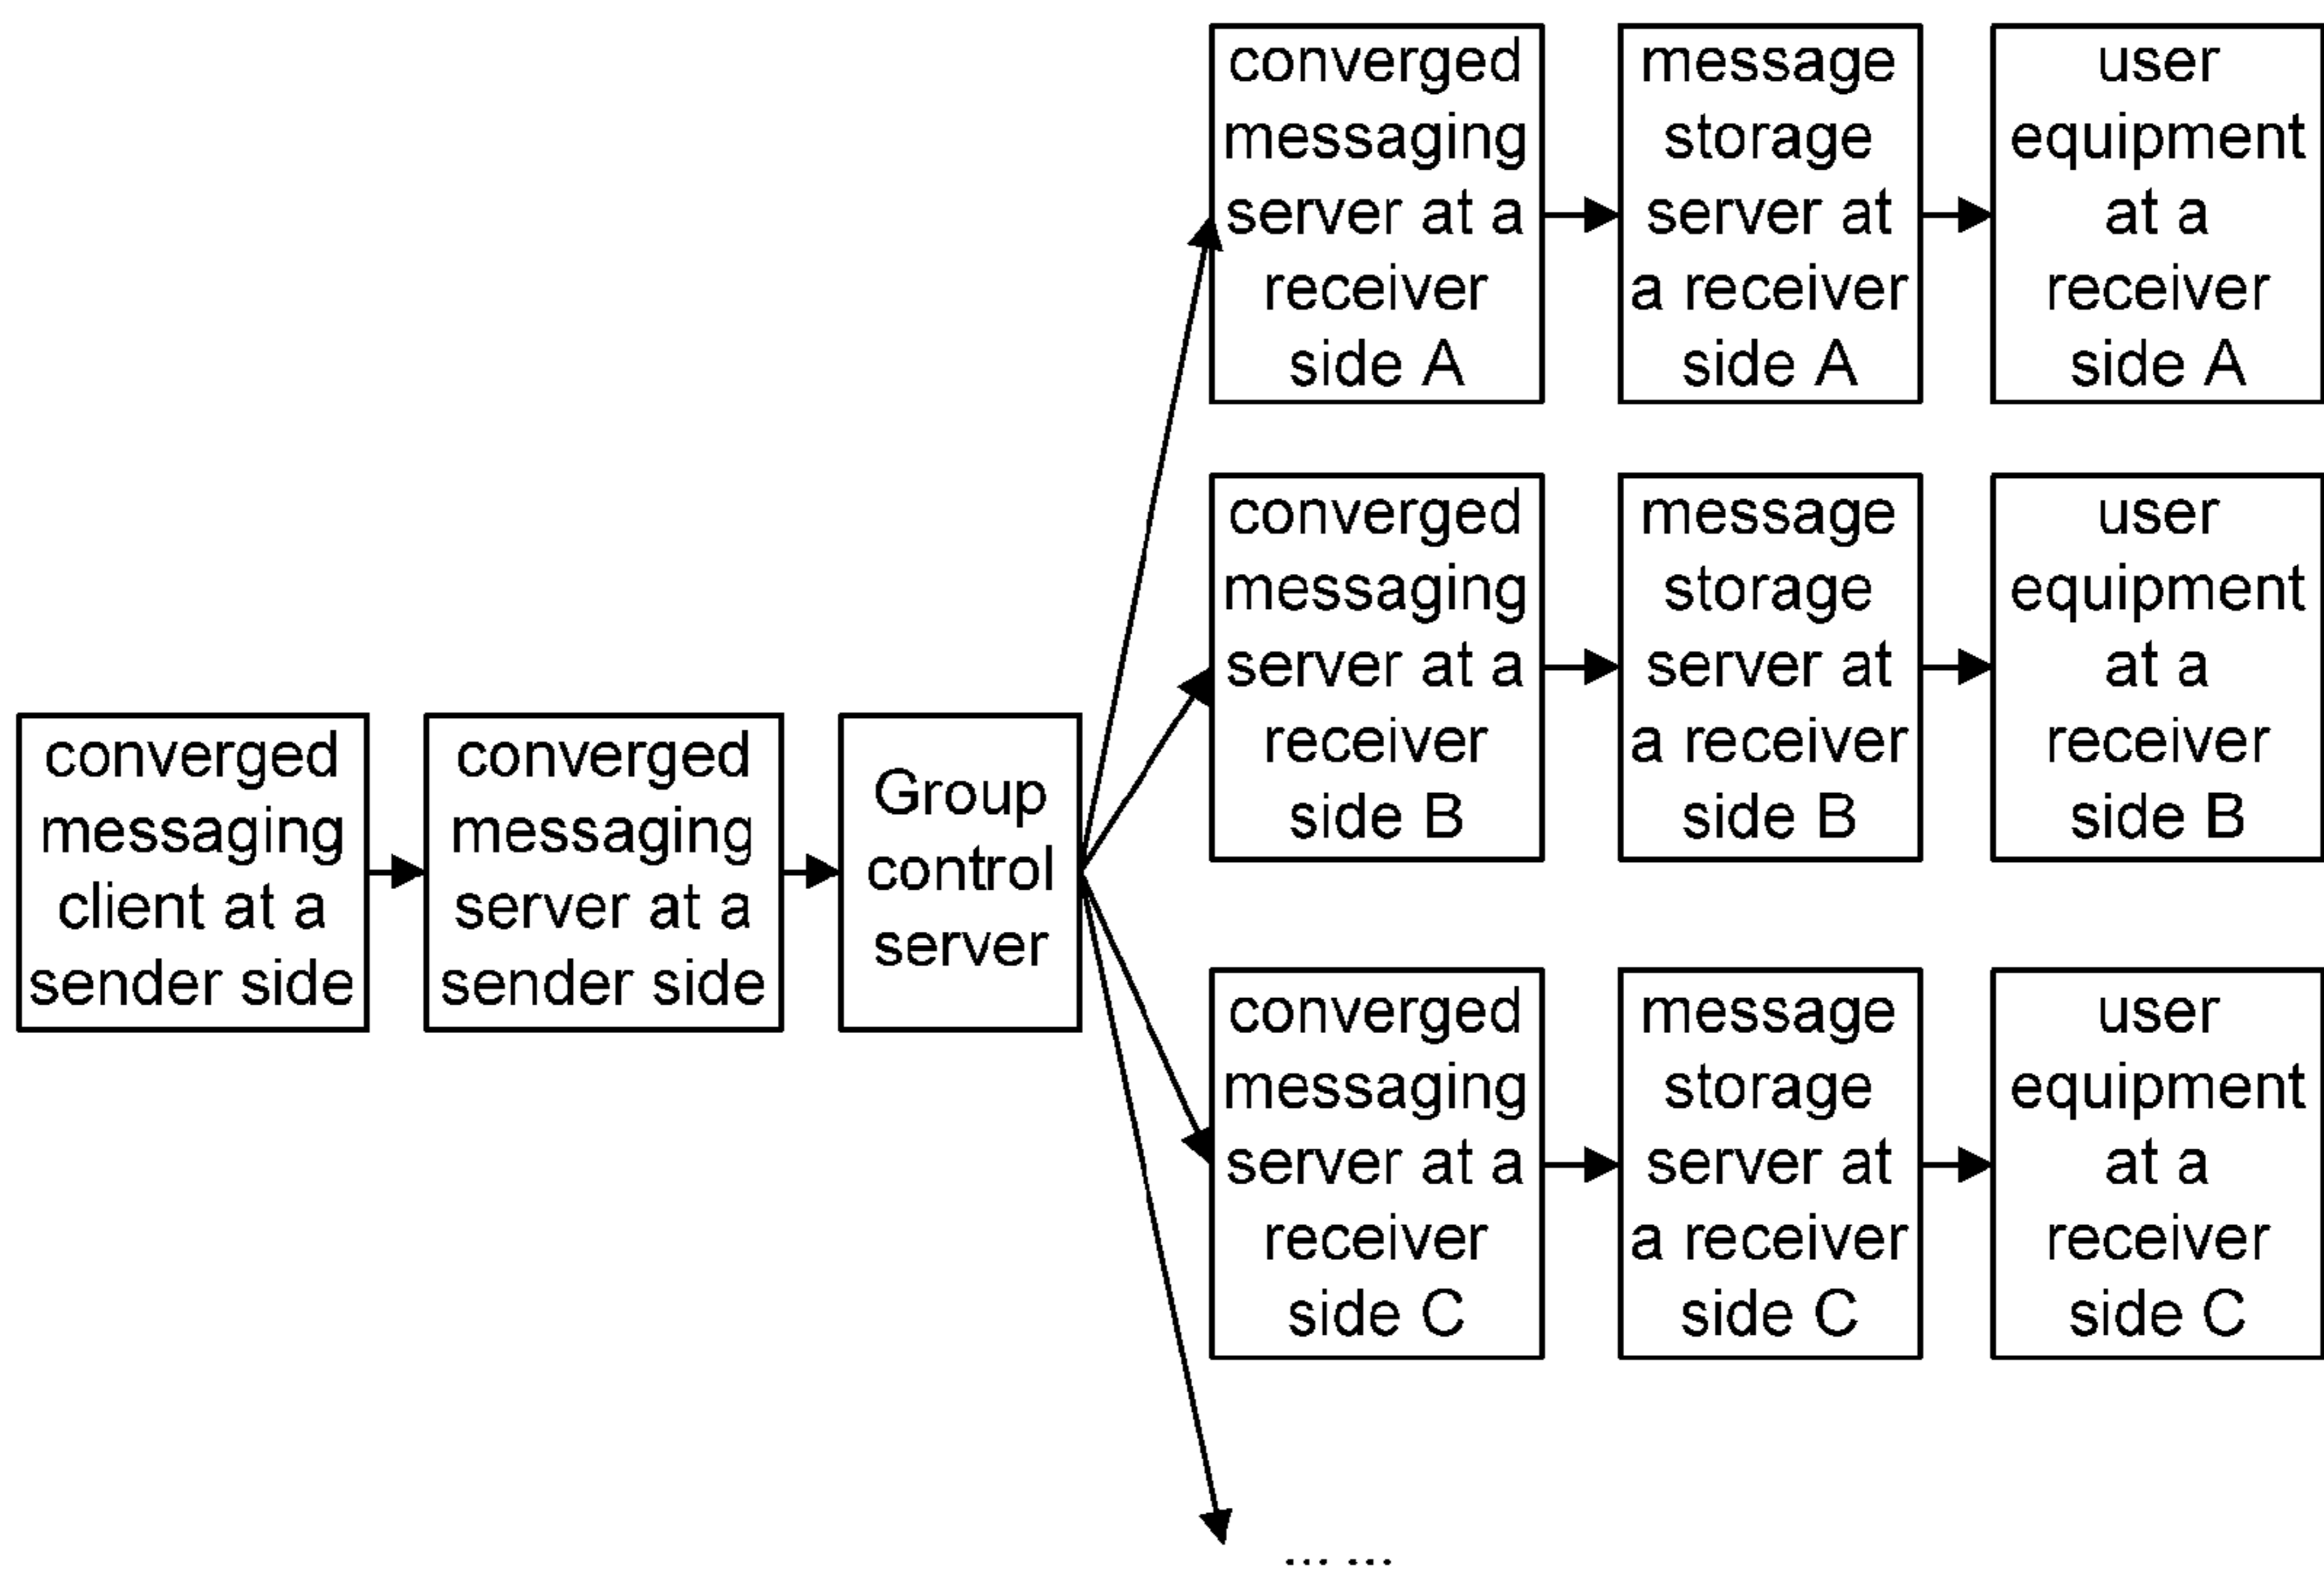 converged
messaging
client at a
sender side
converged
messaging
server at a
sender side
Group
control
server
converged
messaging
server at a
receiver
side A
message
storage
server at
a receiver
side A
user
equipment
at a
receiver
side A
converged
messaging
server at a
receiver
side B
message
storage
server at
a receiver
side B
user
equipment
at a
receiver
side B
converged
messaging
server at a
receiver
side C
message
storage
server at
a receiver
side C
user
equipment
at a
receiver
side C
... ...